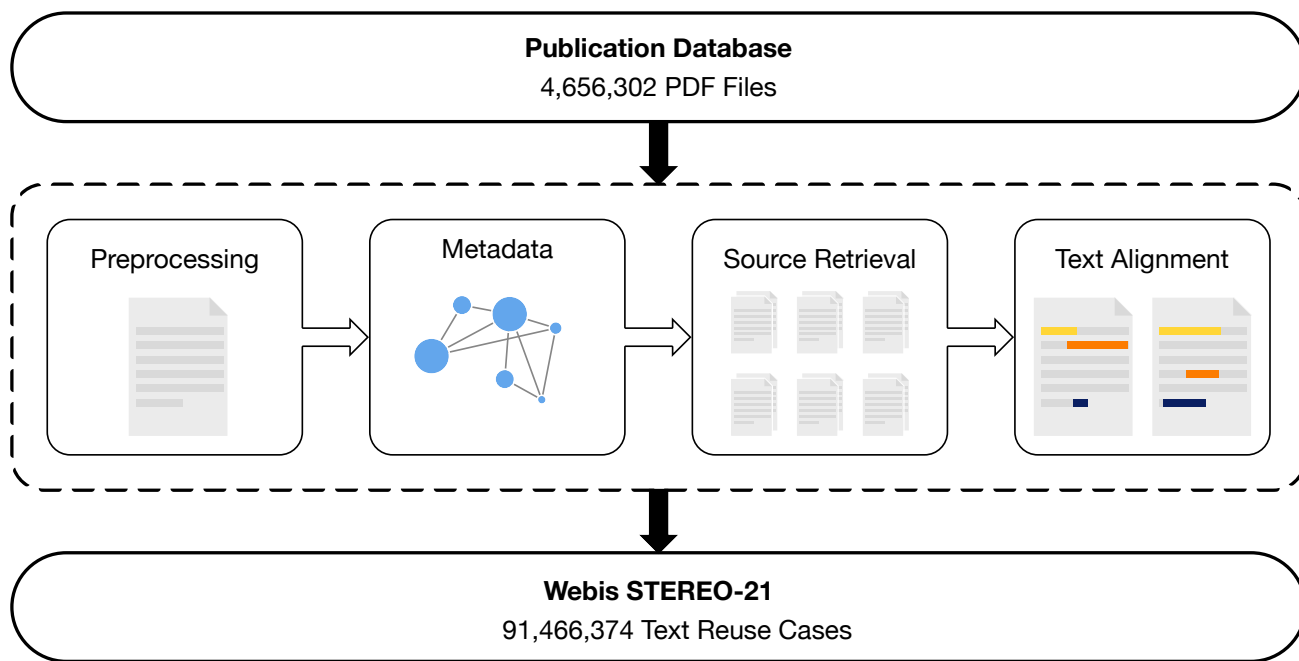 Publication Database
4,656,302 PDF Files
Preprocessing
Metadada
Source Retrieval
Text Alignment
Webis STEREO-21
91,466,374 Text Reuse Cases